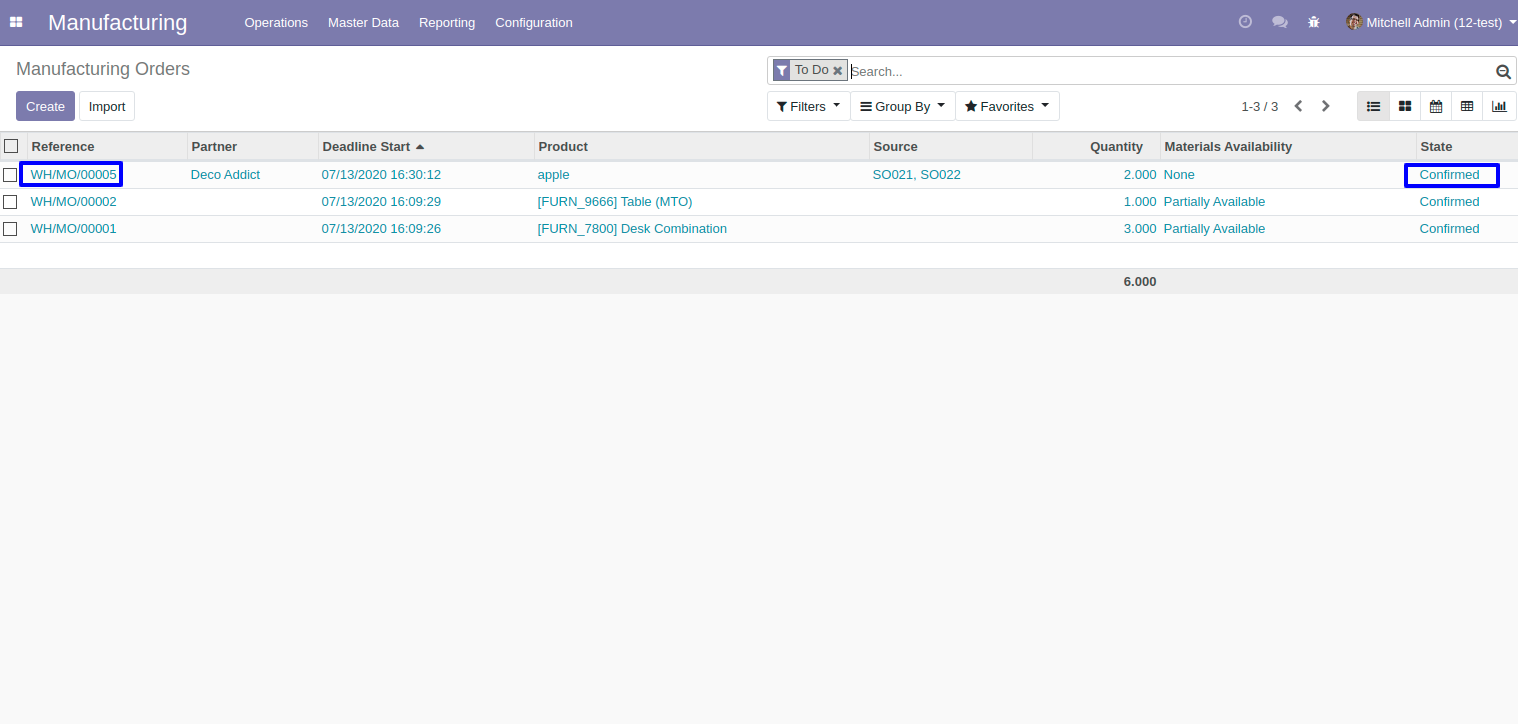 Manufacturing Operations Master Data Reporting Configuration Mitchell Admin (12-test)
Manufacturing Orders To Do Search...
Create Import Filters Group By Favorites 1-3 / 3
Reference Partner Deadline Start Product Source Quantity Materials Availability State
WH/MO/00005 Deco Addict 07/13/2020 16:30:12 apple SO021, SO022 2.000 None Confirmed
WH/MO/00002 07/13/2020 16:09:29 [FURN_9666] Table (MTO) 1.000 Partially Available Confirmed
WH/MO/00001 07/13/2020 16:09:26 [FURN_7800] Desk Combination 3.000 Partially Available Confirmed
6.000